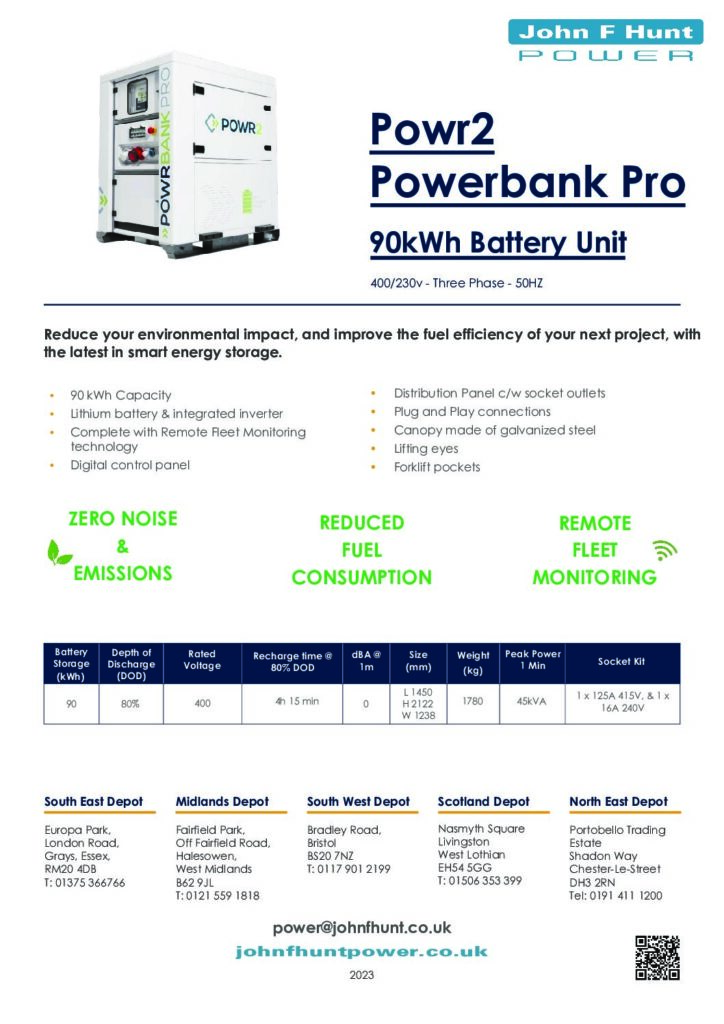 John F Hunt
POWER
POWR2
POWRBANK PRO
Powr2
Powerbank Pro
90kWh Battery Unit
400/230v - Three Phase - 50HZ
Reduce your environmental impact, and improve the fuel efficiency of your next project, with
the latest in smart energy storage.
• 90 kWh Capacity
• Lithium battery & integrated inverter
• Complete with Remote Fleet Monitoring
technology
• Digital control panel
• Distribution Panel c/w socket outlets
• Plug and Play connections
• Canopy made of galvanized steel
• Lifting eyes
• Forklift pockets
ZERO NOISE
&
EMISSIONS
REDUCED
FUEL
CONSUMPTION
REMOTE
FLEET
MONITORING
Battery
Storage
(kWh)
Depth of
Discharge
(DOD)
Rated
Voltage
Recharge time @
80% DOD
dBA @
1m
Size
(mm)
Weight
(kg)
Peak Power
1 Min
Socket Kit
90
80%
400
4h 15 min
0
L 1450
H 2122
W 1238
1780
45kVA
1 x 125A 415V, & 1 x
16A 240V
South East Depot
Europa Park,
London Road,
Grays, Essex,
RM20 4DB
T: 01375 366766
Midlands Depot
Fairfield Park,
Off Fairfield Road,
Halesowen,
West Midlands
B62 9JL
T: 0121 559 1818
South West Depot
Bradley Road,
Bristol
BS20 7NZ
T: 0117 901 2199
Scotland Depot
Nasmyth Square
Livingston
West Lothian
EH54 5GG
T: 01506 353 399
North East Depot
Portobello Trading
Estate
Shadon Way
Chester-Le-Street
DH3 2RN
Tel: 0191 411 1200
power@johnfhunt.co.uk
johnfhuntpower.co.uk
2023